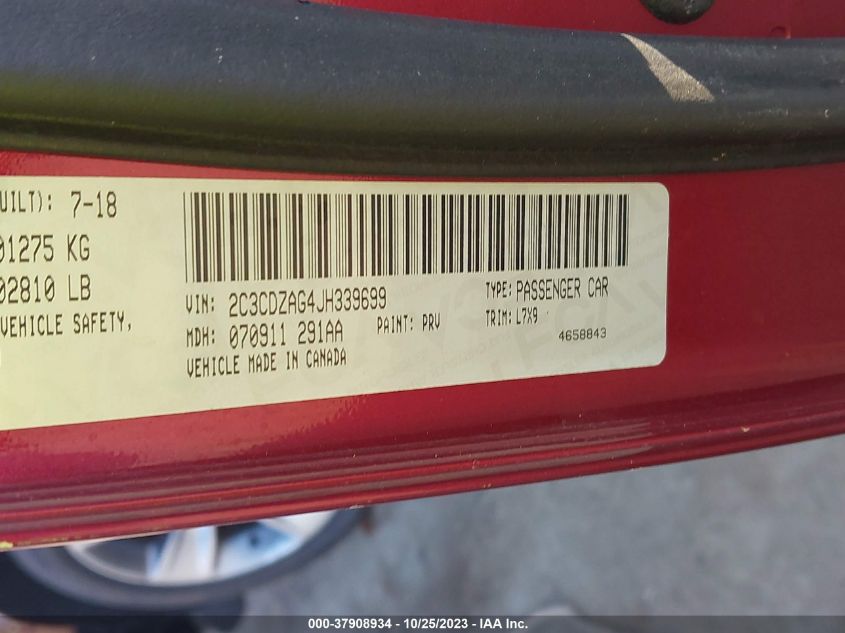 UILT): 7-18
01275 KG
02810 LB
VEHICLE SAFETY,
VIN: 2C3CDZAG4JH339699
TYPE: PASSENGER CAR
MDH: 070911 291AA
PAINT: PRV
TRIM: L7X9
VEHICLE MADE IN CANADA
4658843
000-37908934 - 10/25/2023 - IAA Inc.